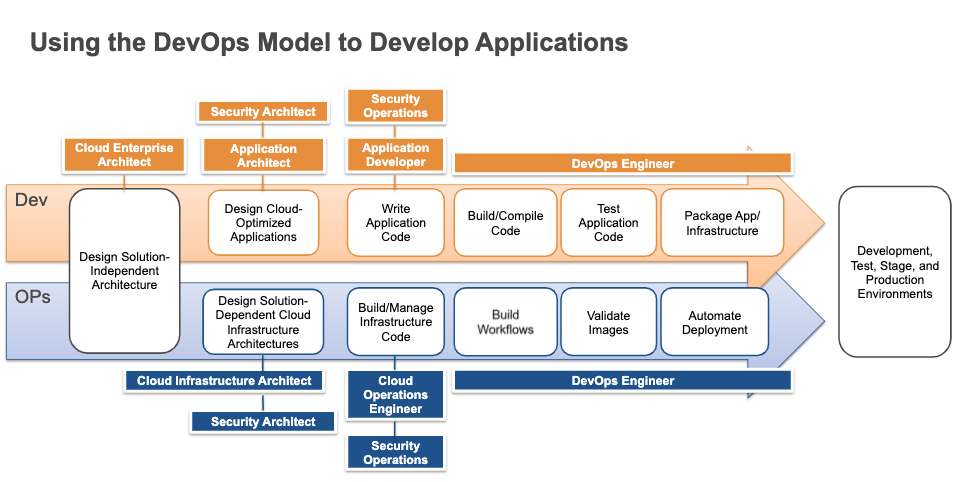 Using the DevOps Model to Develop Applications
Security Architect
Security
Operations
Cloud Enterprise
Architect
Application
Architect
Application
Developer
DevOps Engineer
Dev
Design Solution-
Independent
Architecture
Design Cloud-
Optimized
Applications
Write
Application
Code
Build/Compile
Code
Test
Application
Code
Package App/
Infrastructure
Development,
Test, Stage, and
Production
Environments
OPs
Design Solution-
Dependent Cloud
Infrastructure
Architectures
Build/Manage
Infrastructure
Code
Build
Workflows
Validate
Images
Automate
Deployment
Cloud Infrastructure Architect
Cloud
Operations
Engineer
DevOps Engineer
Security Architect
Security
Operations